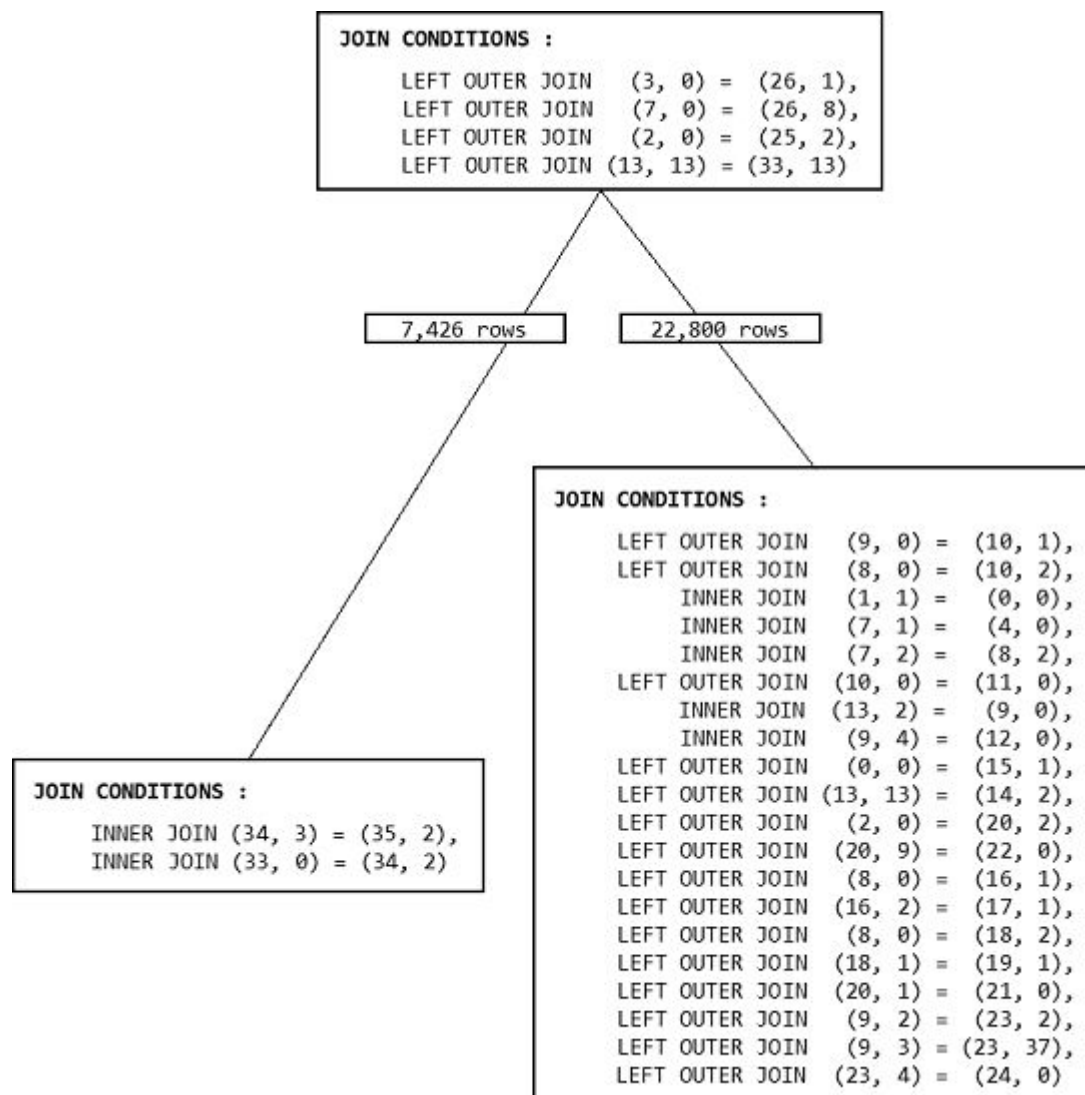 JOIN CONDITIONS :
LEFT OUTER JOIN (3, 0) = (26, 1),
LEFT OUTER JOIN (7, 0) = (26, 8),
LEFT OUTER JOIN (2, 0) = (25, 2),
LEFT OUTER JOIN (13, 13) = (33, 13)
7,426 rows
22,800 rows
JOIN CONDITIONS :
INNER JOIN (34, 3) = (35, 2),
INNER JOIN (33, 0) = (34, 2)
JOIN CONDITIONS :
LEFT OUTER JOIN (9, 0) = (10, 1),
LEFT OUTER JOIN (8, 0) = (10, 2),
INNER JOIN (1, 1) = (0, 0),
INNER JOIN (7, 1) = (4, 0),
INNER JOIN (7, 2) = (8, 2),
LEFT OUTER JOIN (10, 0) = (11, 0),
INNER JOIN (13, 2) = (9, 0),
INNER JOIN (9, 4) = (12, 0),
LEFT OUTER JOIN (0, 0) = (15, 1),
LEFT OUTER JOIN (13, 13) = (14, 2),
LEFT OUTER JOIN (2, 0) = (20, 2),
LEFT OUTER JOIN (20, 9) = (22, 0),
LEFT OUTER JOIN (8, 0) = (16, 1),
LEFT OUTER JOIN (16, 2) = (17, 1),
LEFT OUTER JOIN (8, 0) = (18, 2),
LEFT OUTER JOIN (18, 1) = (19, 1),
LEFT OUTER JOIN (20, 1) = (21, 0),
LEFT OUTER JOIN (9, 2) = (23, 2),
LEFT OUTER JOIN (9, 3) = (23, 37),
LEFT OUTER JOIN (23, 4) = (24, 0)